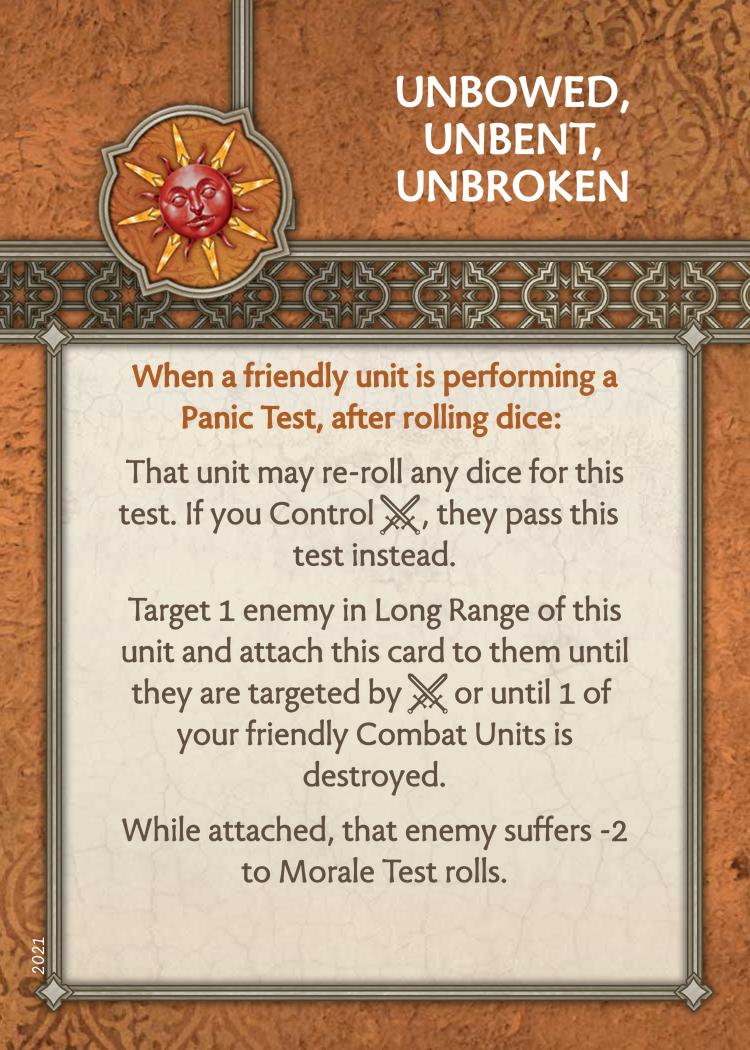 UNBOWED,
UNBENT,
UNBROKEN
When a friendly unit is performing a
Panic Test, after rolling dice:
That unit may re-roll any dice for this
test. If you Control , they pass this
test instead.
Target 1 enemy in Long Range of this
unit and attach this card to them until
they are targeted by or until 1 of
your friendly Combat Units is
destroyed.
While attached, that enemy suffers -2
to Morale Test rolls.
2021